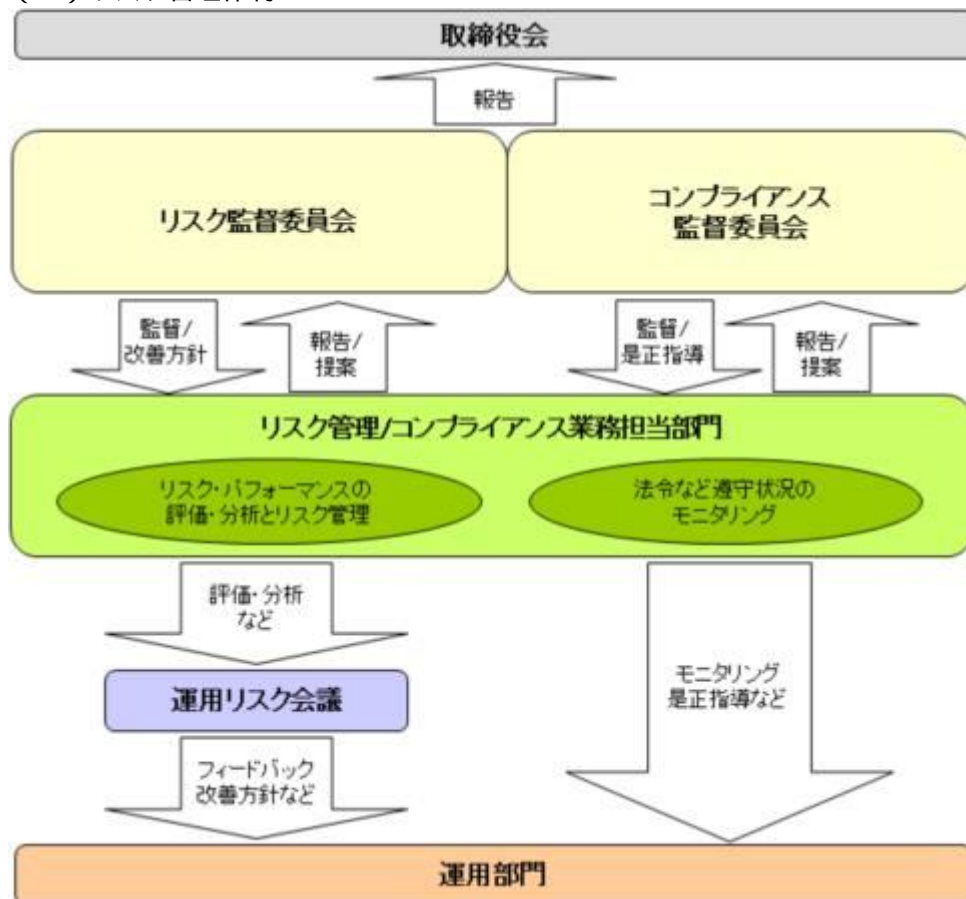 取締役会
報告
リスク監督委員会
コンプライアンス
監督委員会
監督/
改善方針
報告/
提案
監督/
是正指導
報告/
提案
リスク管理/コンプライアンス業務担当部門
リスク・パフォーマンスの
評価・分析とリスク管理
法令など遵守状況の
モニタリング
評価・分析
など
運用リスク会議
モニタリング
是正指導など
フィードバック
改善方針など
運用部門